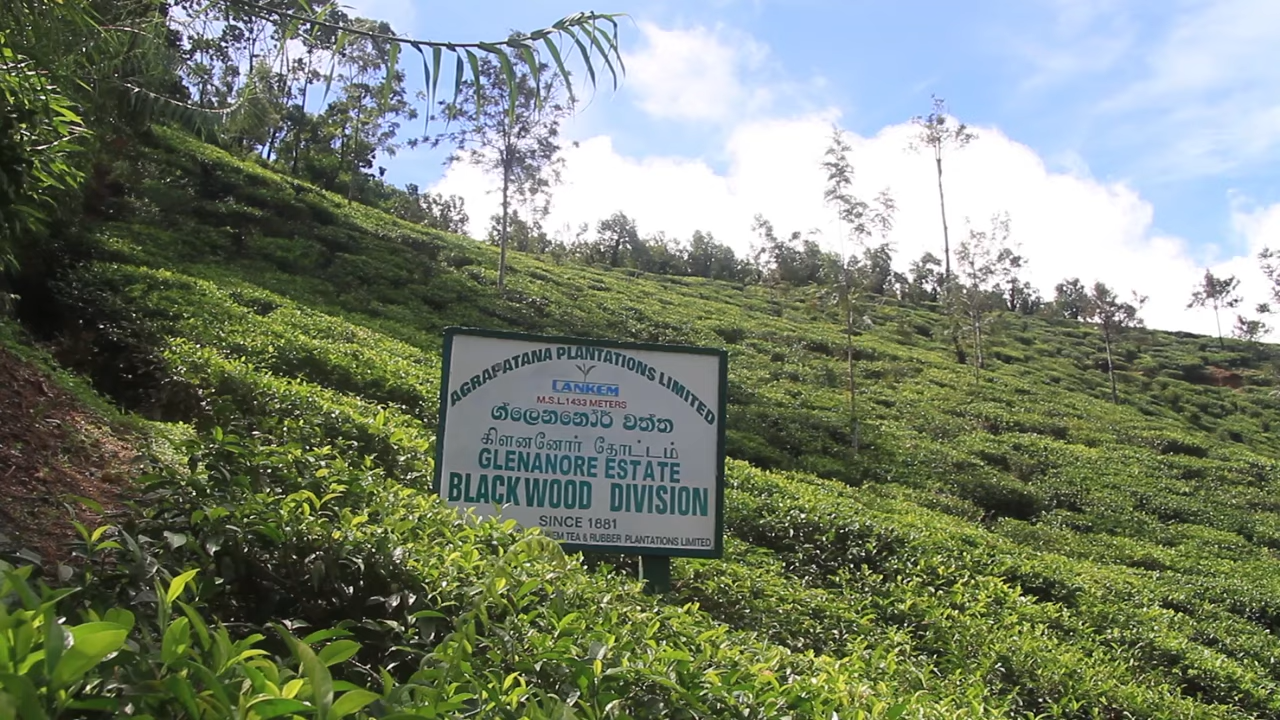 AGRAPATANA PLANTATIONS LIMITED
LANKEM
M.S.L.1433 METERS
ග්ලෙනනෝර් වත්ත
கிளனனோர் தோட்டம்
GLENANORE ESTATE
BLACKWOOD DIVISION
SINCE 1881
TEA & RUBBER PLANTATIONS LIMITED